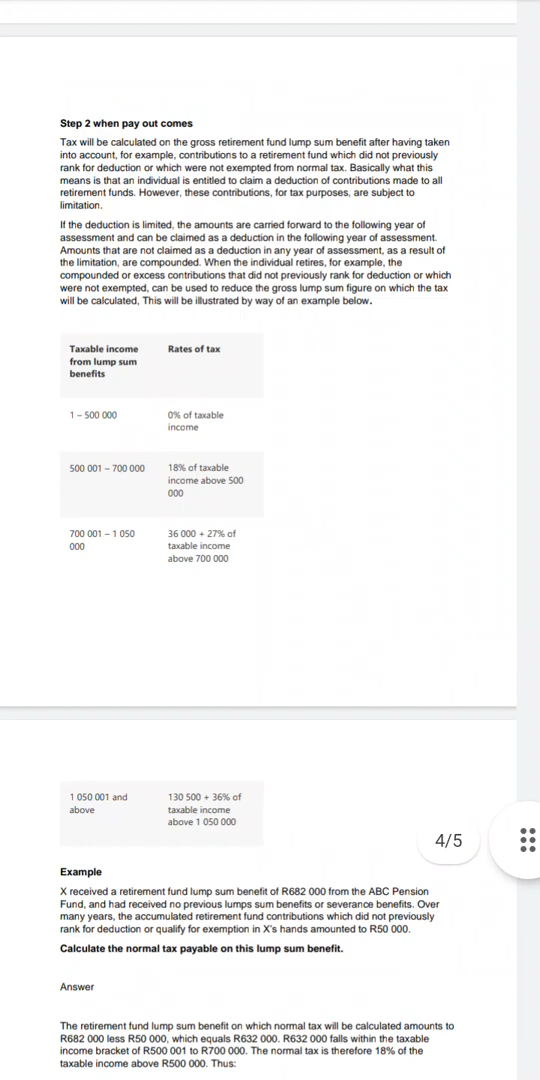 Step 2 when pay out comes
Tax will be calculated on the gross retirement fund lump sum benefit after having taken
into account, for example, contributions to a retirement fund which did not previously
rank for deduction or which were not exempted from normal tax. Basically what this
means is that an individual is entitled to claim a deduction of contributions made to all
retirement funds. However, these contributions, for tax purposes, are subject to
limitation.
If the deduction is limited, the amounts are carried forward to the following year of
assessment and can be claimed as a deduction in the following year of assessment.
Amounts that are not claimed as a deduction in any year of assessment, as a result of
the limitation, are compounded. When the individual retires, for example, the
compounded or excess contributions that did not previously rank for deduction or which
were not exempted, can be used to reduce the gross lump sum figure on which the tax
will be calculated, This will be illustrated by way of an example below.
Taxable income
from lump sum
benefits
Rates of tax
1 – 500 000
0% of taxable
income
500 001 – 700 000
18% of taxable
income above 500
000
700 001 – 1 050
000
36 000 + 27% of
taxable income
above 700 000
1 050 001 and
above
130 500 + 36% of
taxable income
above 1 050 000
4/5
Example
X received a retirement fund lump sum benefit of R682 000 from the ABC Pension
Fund, and had received no previous lumps sum benefits or severance benefits. Over
many years, the accumulated retirement fund contributions which did not previously
rank for deduction or qualify for exemption in X's hands amounted to R50 000.
Calculate the normal tax payable on this lump sum benefit.
Answer
The retirement fund lump sum benefit on which normal tax will be calculated amounts to
R682 000 less R50 000, which equals R632 000. R632 000 falls within the taxable
income bracket of R500 001 to R700 000. The normal tax is therefore 18% of the
taxable income above R500 000. Thus: